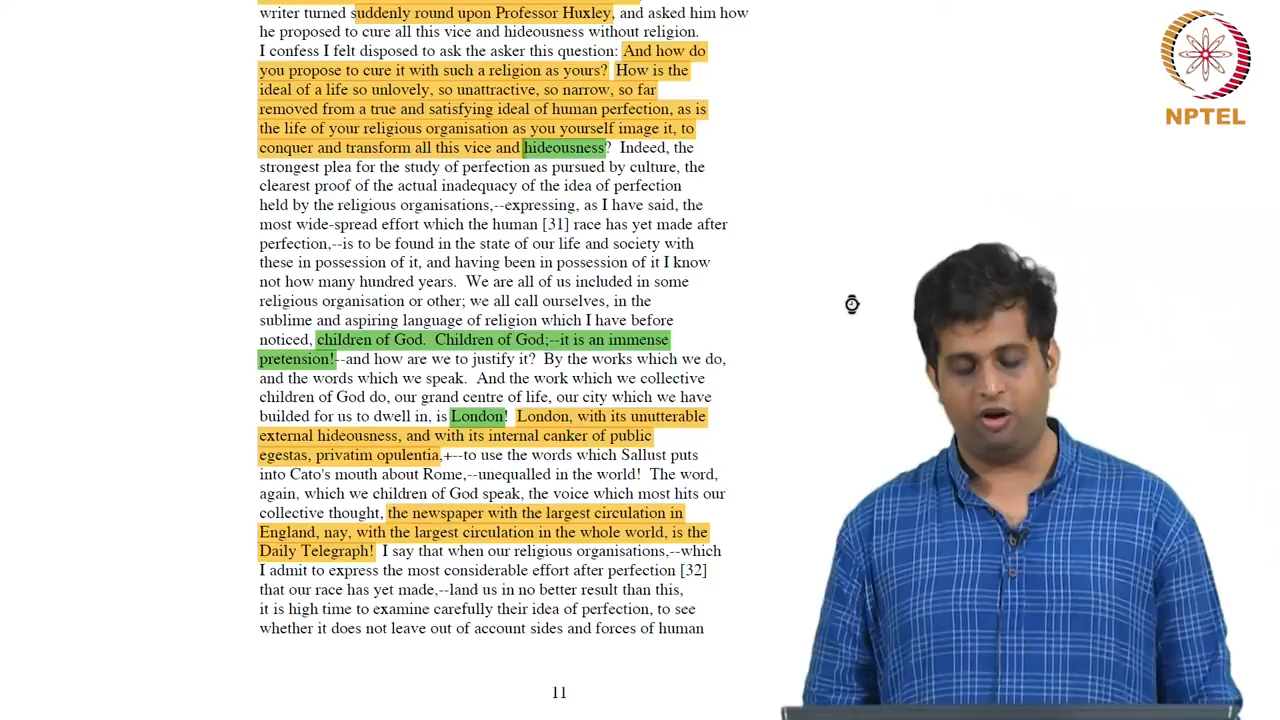 writer turned suddenly round upon Professor Huxley, and asked him how
he proposed to cure all this vice and hideousness without religion.
I confess I felt disposed to ask the asker this question: And how do
you propose to cure it with such a religion as yours? How is the
ideal of a life so unlovely, so unattractive, so narrow, so far
removed from a true and satisfying ideal of human perfection, as is
the life of your religious organisation as you yourself image it, to
conquer and transform all this vice and hideousness? Indeed, the
strongest plea for the study of perfection as pursued by culture, the
clearest proof of the actual inadequacy of the idea of perfection
held by the religious organisations,--expressing, as I have said, the
most wide-spread effort which the human [31] race has yet made after
perfection,--is to be found in the state of our life and society with
these in possession of it, and having been in possession of it I know
not how many hundred years. We are all of us included in some
religious organisation or other; we all call ourselves, in the
sublime and aspiring language of religion which I have before
noticed, children of God. Children of God;--it is an immense
pretension!--and how are we to justify it? By the works which we do,
and the words which we speak. And the work which we collective
children of God do, our grand centre of life, our city which we have
builded for us to dwell in, is London! London, with its unutterable
external hideousness, and with its internal canker of public
egestas, privatim opulentia,+--to use the words which Sallust puts
into Cato's mouth about Rome,--unequalled in the world! The word,
again, which we children of God speak, the voice which most hits our
collective thought, the newspaper with the largest circulation in
England, nay, with the largest circulation in the whole world, is the
Daily Telegraph! I say that when our religious organisations,--which
I admit to express the most considerable effort after perfection [32]
that our race has yet made,--land us in no better result than this,
it is high time to examine carefully their idea of perfection, to see
whether it does not leave out of account sides and forces of human
11
NPTEL